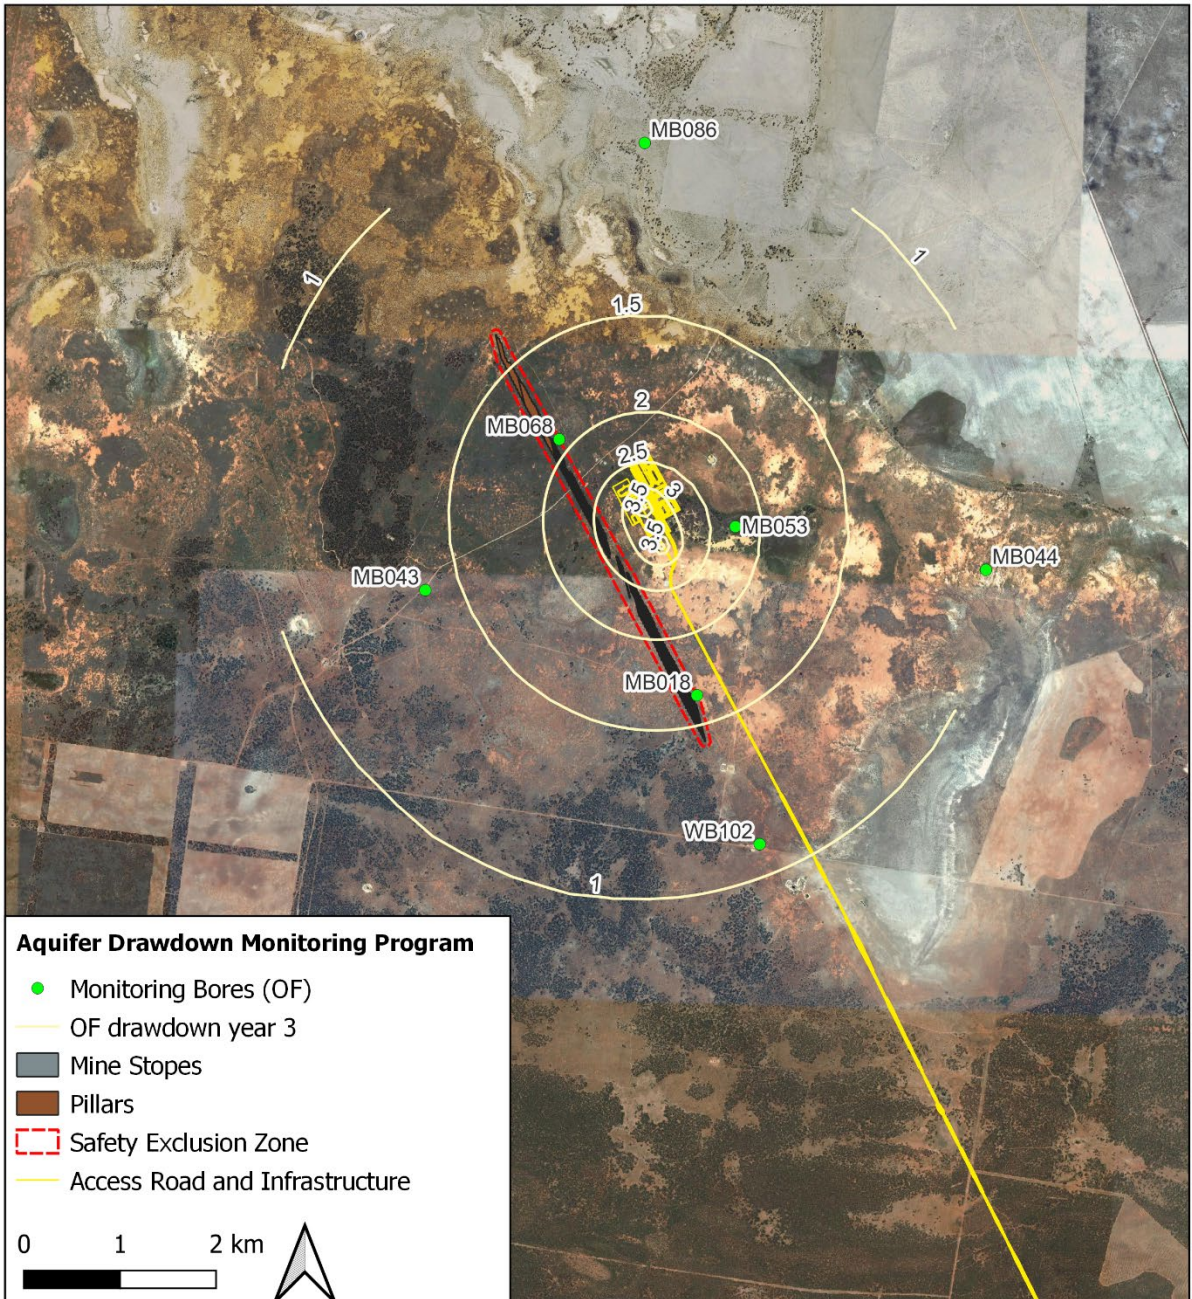 MB086
1
1
1.5
MB068
2
2.5
3
3.5
3.5
MB053
MB044
MB043
MB018
WB102
1
Aquifer Drawdown Monitoring Program
Monitoring Bores (OF)
OF drawdown year 3
Mine Stopes
Pillars
Safety Exclusion Zone
Access Road and Infrastructure
0 1 2 km